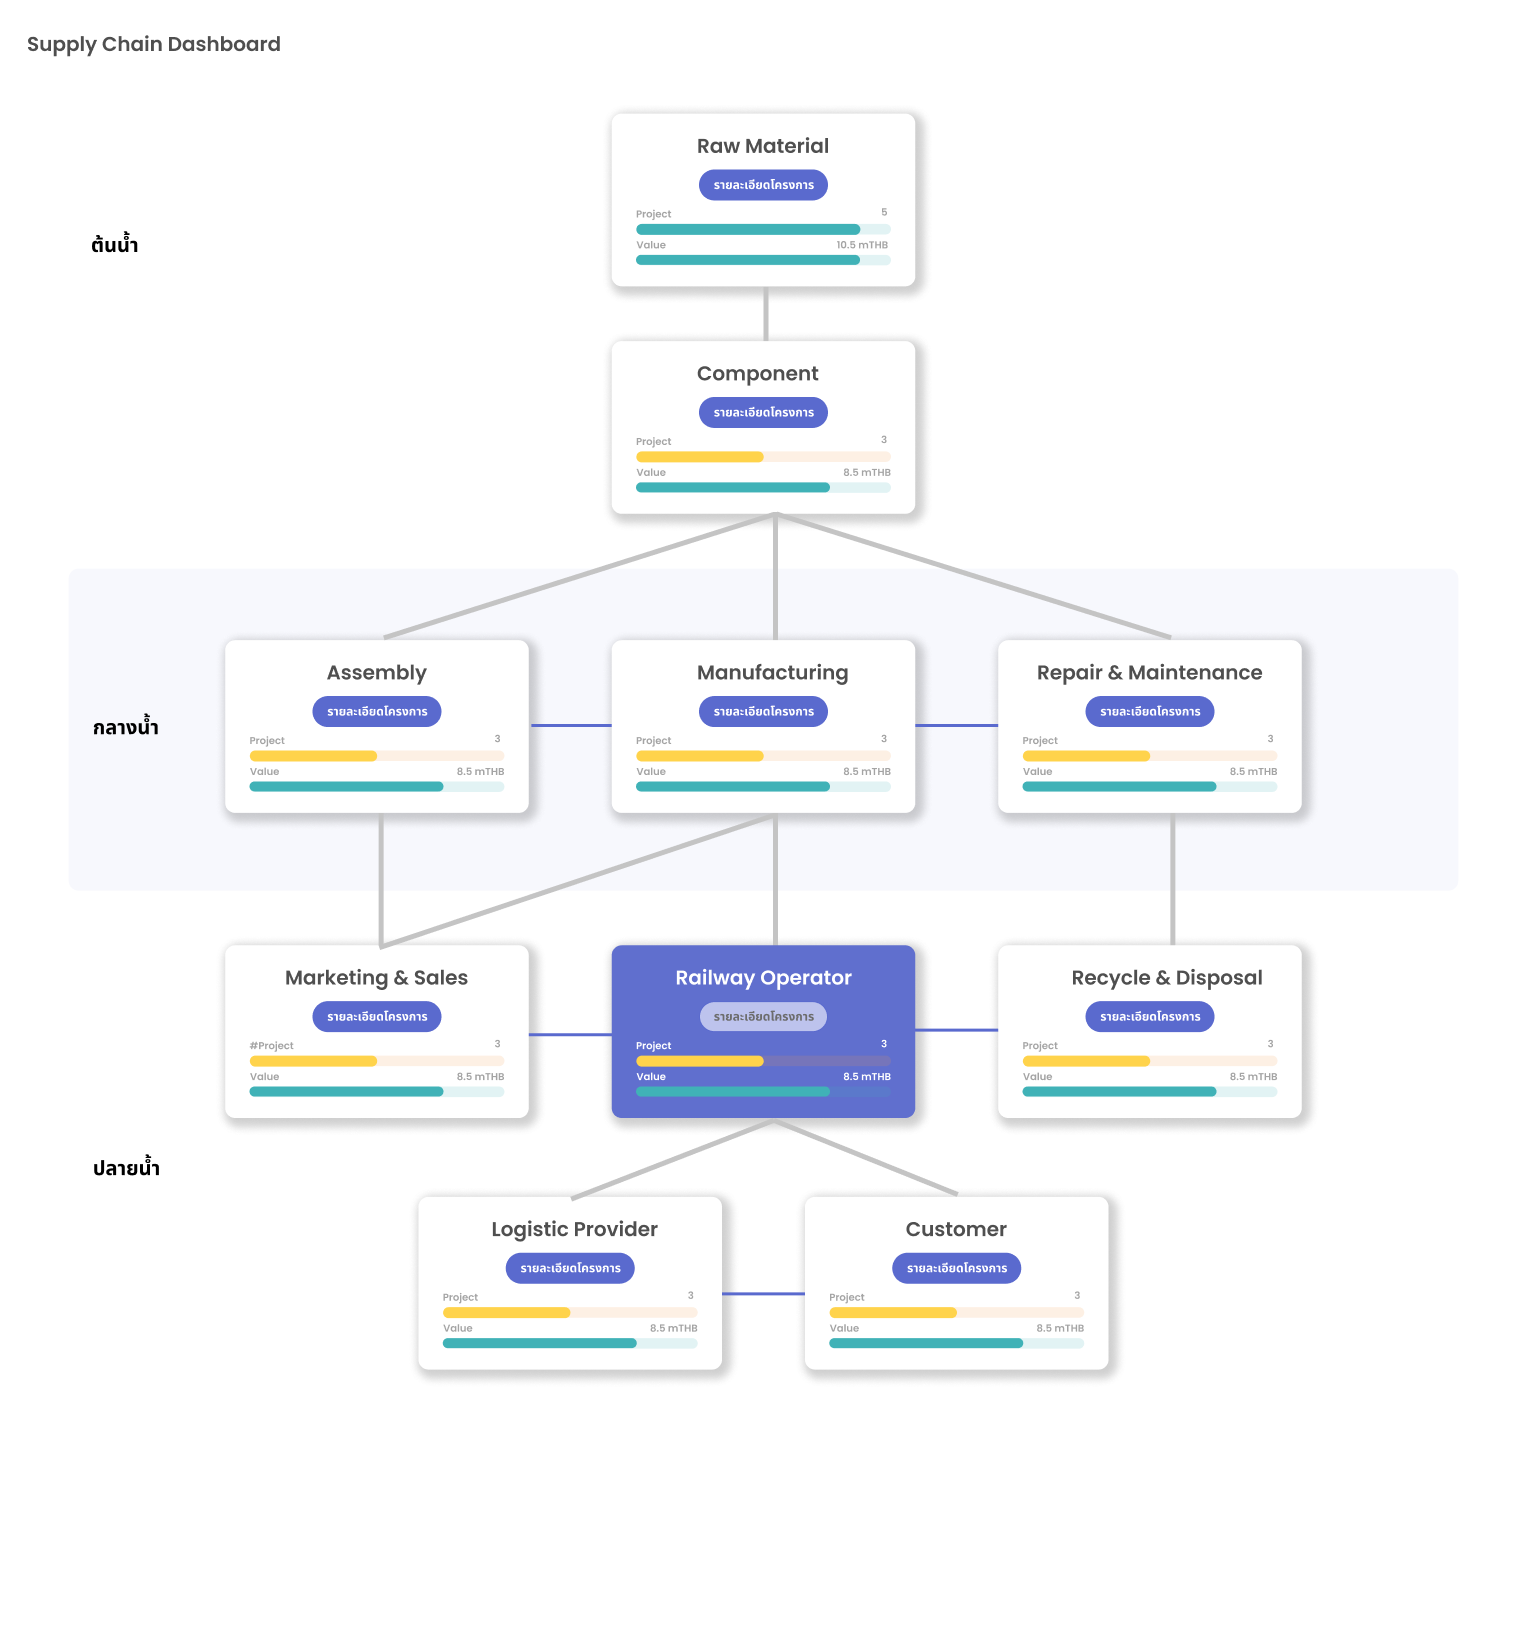 Supply Chain Dashboard
Raw Material
รายละเอียดโครงการ
Project 5
Value 10.5 mTHB
ต้นน้ำ
Component
รายละเอียดโครงการ
Project 3
Value 8.5 mTHB
Assembly
รายละเอียดโครงการ
Project 3
Value 8.5 mTHB
Manufacturing
รายละเอียดโครงการ
Project 3
Value 8.5 mTHB
Repair & Maintenance
รายละเอียดโครงการ
Project 3
Value 8.5 mTHB
กลางน้ำ
Marketing & Sales
รายละเอียดโครงการ
#Project 3
Value 8.5 mTHB
Railway Operator
รายละเอียดโครงการ
Project 3
Value 8.5 mTHB
Recycle & Disposal
รายละเอียดโครงการ
Project 3
Value 8.5 mTHB
ปลายน้ำ
Logistic Provider
รายละเอียดโครงการ
Project 3
Value 8.5 mTHB
Customer
รายละเอียดโครงการ
Project 3
Value 8.5 mTHB